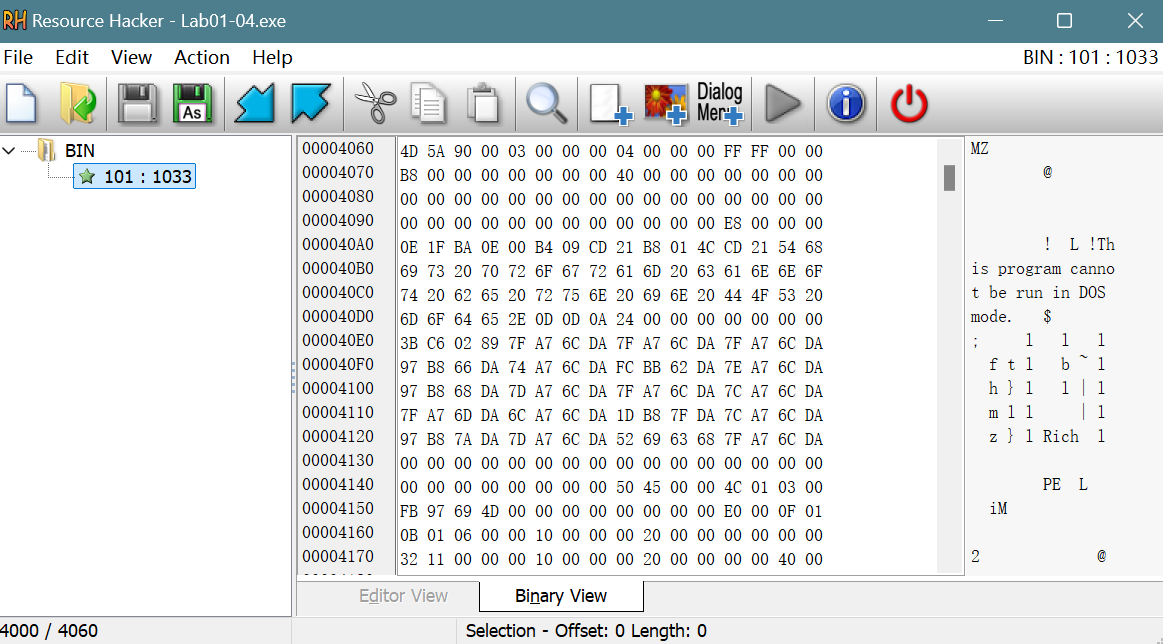 RH Resource Hacker - Lab01-04.exe
File Edit View Action Help BIN : 101 : 1033
As Dialog
Menu
BIN
101 : 1033
00004060 4D 5A 90 00 03 00 00 00 04 00 00 00 FF FF 00 00 MZ
00004070 B8 00 00 00 00 00 00 00 40 00 00 00 00 00 00 00 @
00004080 00 00 00 00 00 00 00 00 00 00 00 00 00 00 00 00
00004090 00 00 00 00 00 00 00 00 00 00 00 00 E8 00 00 00
000040A0 0E 1F BA 0E 00 B4 09 CD 21 B8 01 4C CD 21 54 68 ! L !Th
000040B0 69 73 20 70 72 6F 67 72 61 6D 20 63 61 6E 6E 6F is program canno
000040C0 74 20 62 65 20 72 75 6E 20 69 6E 20 44 4F 53 20 t be run in DOS
000040D0 6D 6F 64 65 2E 0D 0D 0A 24 00 00 00 00 00 00 00 mode. $
000040E0 3B C6 02 89 7F A7 6C DA 7F A7 6C DA 7F A7 6C DA ; l l l
000040F0 97 B8 66 DA 74 A7 6C DA FC BB 62 DA 7E A7 6C DA f t l b ~ l
00004100 97 B8 68 DA 7D A7 6C DA 7F A7 6C DA 7C A7 6C DA h } l l | l
00004110 7F A7 6D DA 6C A7 6C DA 1D B8 7F DA 7C A7 6C DA m l l | l
00004120 97 B8 7A DA 7D A7 6C DA 52 69 63 68 7F A7 6C DA z } l Rich l
00004130 00 00 00 00 00 00 00 00 00 00 00 00 00 00 00 00
00004140 00 00 00 00 00 00 00 00 50 45 00 00 4C 01 03 00 PE L
00004150 FB 97 69 4D 00 00 00 00 00 00 00 00 E0 00 0F 01 iM
00004160 0B 01 06 00 00 10 00 00 00 20 00 00 00 00 00 00
00004170 32 11 00 00 00 10 00 00 00 20 00 00 00 00 40 00 2 @
Editor View Binary View
4000 / 4060 Selection - Offset: 0 Length: 0